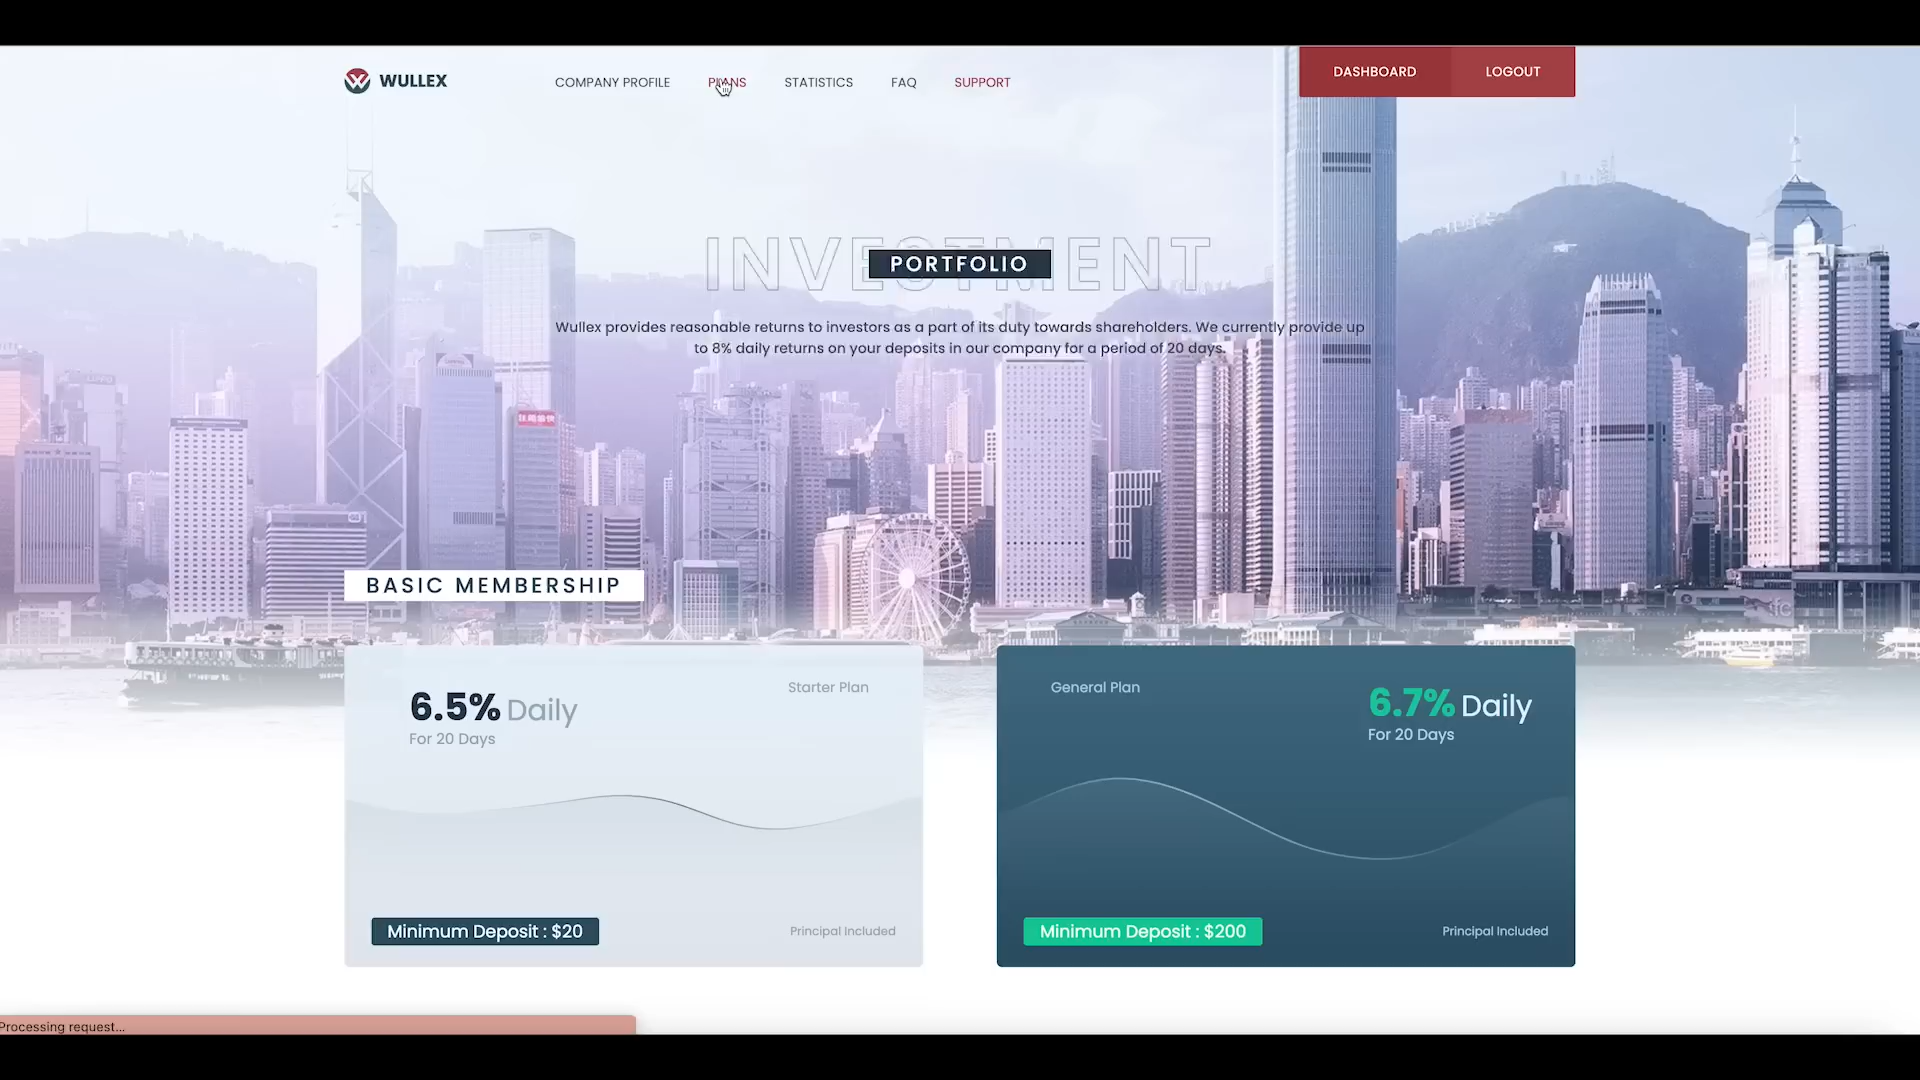 WULLEX
COMPANY PROFILE
PLANS
STATISTICS
FAQ
SUPPORT
DASHBOARD
LOGOUT
INVESTMENT
PORTFOLIO
Wullex provides reasonable returns to investors as a part of its duty towards shareholders. We currently provide up
to 8% daily returns on your deposits in our company for a period of 20 days.
BASIC MEMBERSHIP
6.5% Daily
For 20 Days
Starter Plan
Minimum Deposit : $20
Principal Included
General Plan
6.7% Daily
For 20 Days
Minimum Deposit : $200
Principal Included
Processing request...